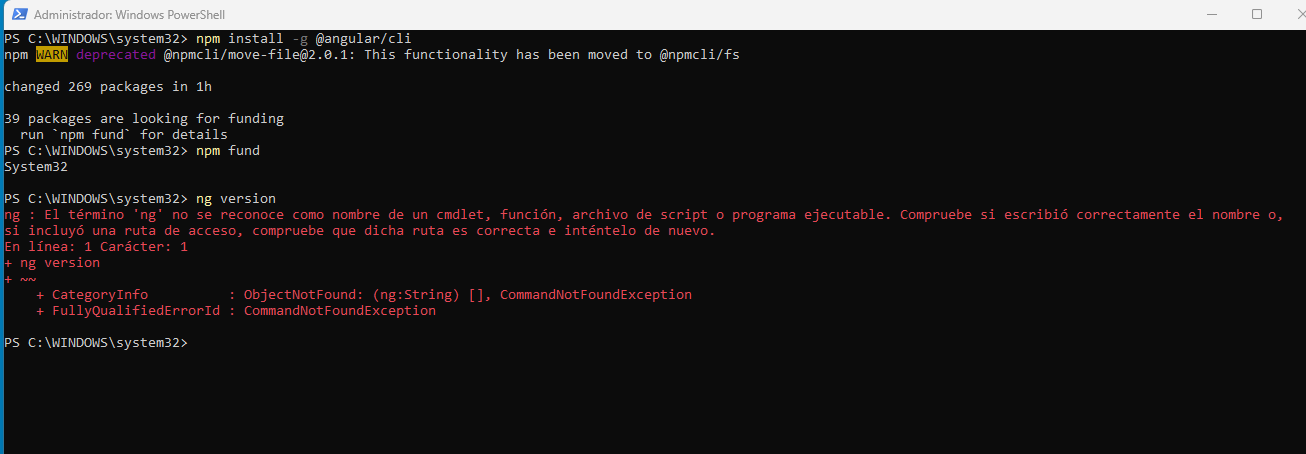 Administrador: Windows PowerShell
PS C:\WINDOWS\system32> npm install -g @angular/cli
npm WARN deprecated @npmcli/move-file@2.0.1: This functionality has been moved to @npmcli/fs
changed 269 packages in 1h
39 packages are looking for funding
  run `npm fund` for details
PS C:\WINDOWS\system32> npm fund
System32
PS C:\WINDOWS\system32> ng version
ng : El término 'ng' no se reconoce como nombre de un cmdlet, función, archivo de script o programa ejecutable. Compruebe si escribió correctamente el nombre o,
si incluyó una ruta de acceso, compruebe que dicha ruta es correcta e inténtelo de nuevo.
En línea: 1 Carácter: 1
+ ng version
+ ~~
    + CategoryInfo          : ObjectNotFound: (ng:String) [], CommandNotFoundException
    + FullyQualifiedErrorId : CommandNotFoundException
PS C:\WINDOWS\system32>